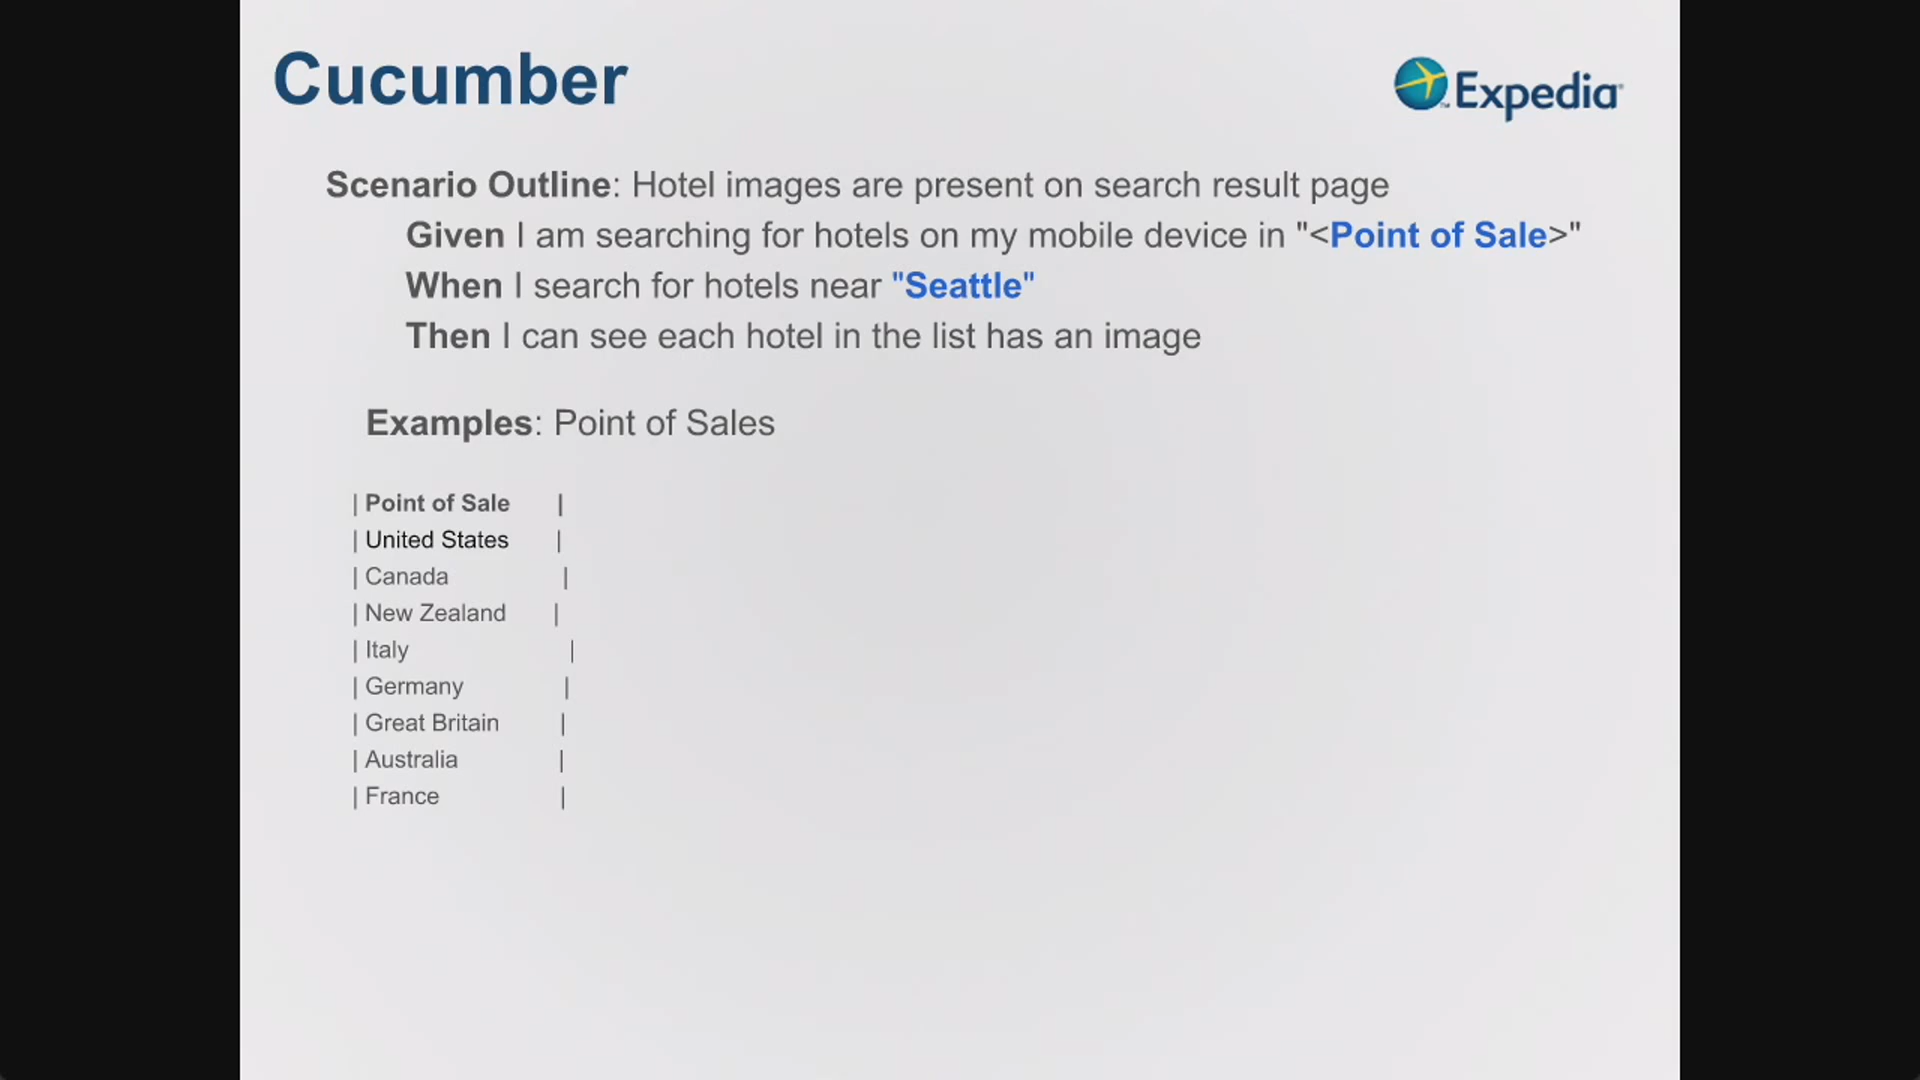 Cucumber
Expedia
Scenario Outline: Hotel images are present on search result page
Given I am searching for hotels on my mobile device in "<Point of Sale>"
When I search for hotels near "Seattle"
Then I can see each hotel in the list has an image
Examples: Point of Sales
| Point of Sale |
| United States |
| Canada |
| New Zealand |
| Italy |
| Germany |
| Great Britain |
| Australia |
| France |